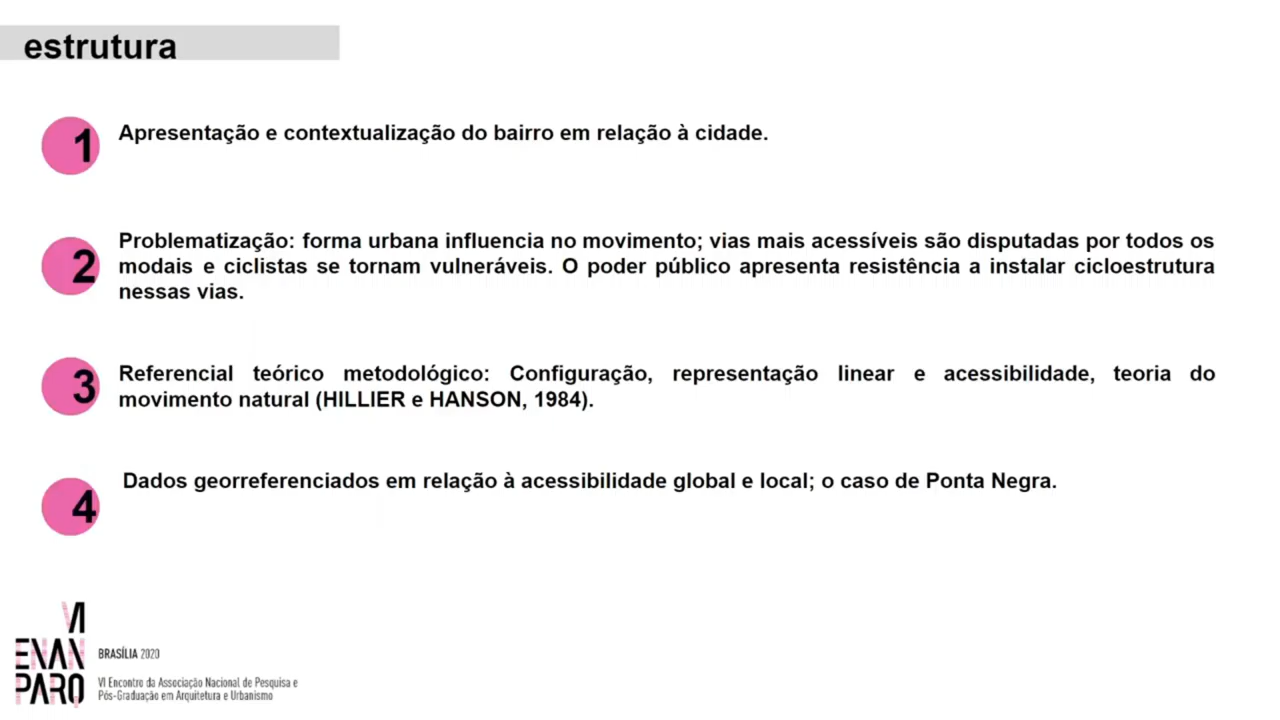 estrutura
1
Apresentação e contextualização do bairro em relação à cidade.
2
Problematização: forma urbana influencia no movimento; vias mais acessíveis são disputadas por todos os
modais e ciclistas se tornam vulneráveis. O poder público apresenta resistência a instalar cicloestrutura
nessas vias.
3
Referencial teórico metodológico: Configuração, representação linear e acessibilidade, teoria do
movimento natural (HILLIER e HANSON, 1984).
4
Dados georreferenciados em relação à acessibilidade global e local; o caso de Ponta Negra.
VI
ENAN
PARQ
BRASÍLIA 2020
VI Encontro da Associação Nacional de Pesquisa e
Pós-Graduação em Arquitetura e Urbanismo